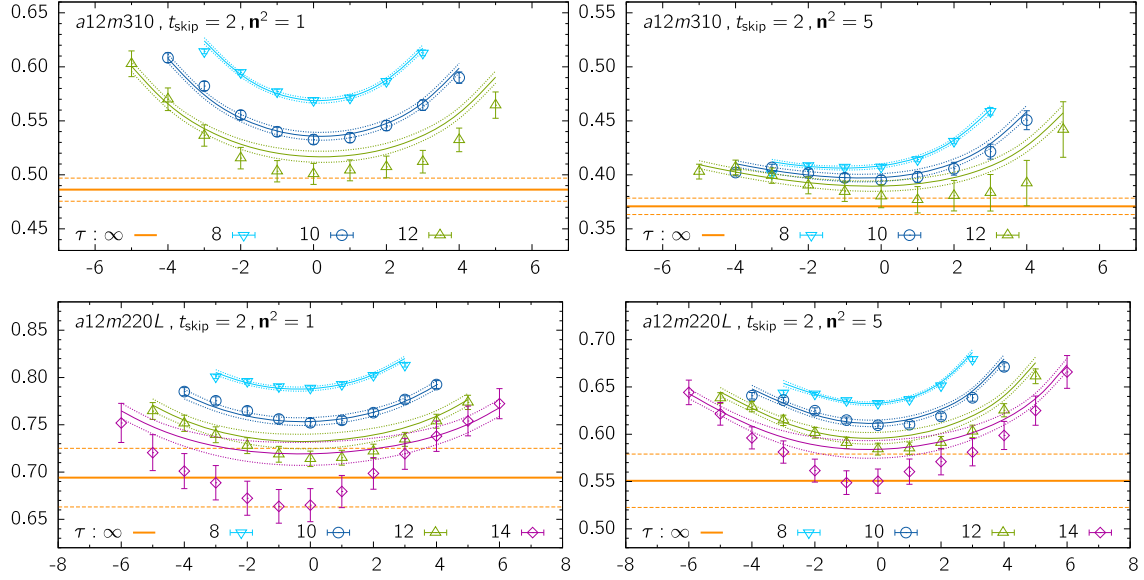 a12m310 , tskip = 2 , n² = 1
0.65
0.60
0.55
0.50
0.45
τ : ∞ 8 10 12
-6 -4 -2 0 2 4 6
a12m310 , tskip = 2 , n² = 5
0.55
0.50
0.45
0.40
0.35
τ : ∞ 8 10 12
-6 -4 -2 0 2 4 6
a12m220L , tskip = 2 , n² = 1
0.85
0.80
0.75
0.70
0.65
τ : ∞ 8 10 12 14
-8 -6 -4 -2 0 2 4 6 8
a12m220L , tskip = 2 , n² = 5
0.70
0.65
0.60
0.55
0.50
τ : ∞ 8 10 12 14
-8 -6 -4 -2 0 2 4 6 8